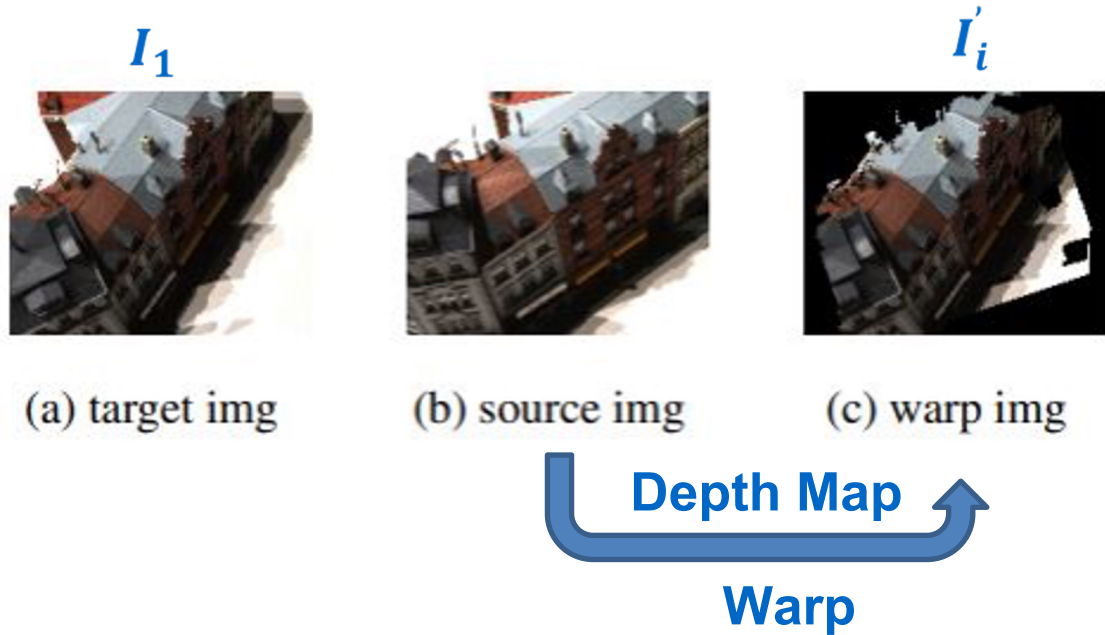 I₁
I'ᵢ
(a) target img
(b) source img
(c) warp img
Depth Map
Warp